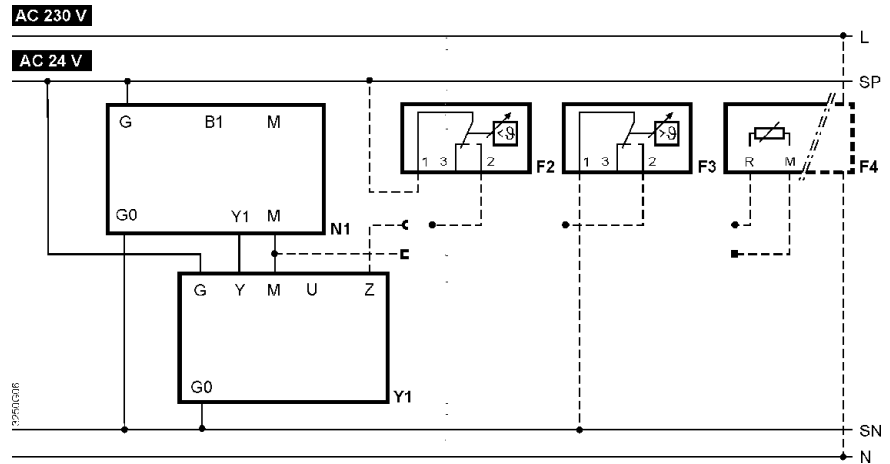 AC 230 V
L
AC 24 V
SP
G B1 M
G0 Y1 M
N1
<ϑ
1 3 2
F2
>ϑ
1 3 2
F3
R M
F4
G Y M U Z
G0
Y1
3250G06
SN
N